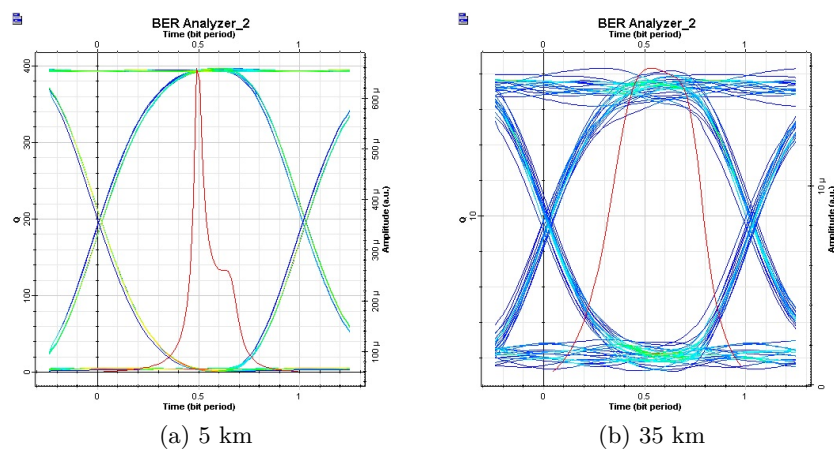 BER Analyzer_2
Time (bit period)
0 0.5 1
400
300
200
100
0
Q
600 µ
500 µ
400 µ
300 µ
200 µ
100 µ
Amplitude (a.u.)
0 0.5 1
Time (bit period)
(a) 5 km
BER Analyzer_2
Time (bit period)
0 0.5 1
10
Q
10 µ
0
Amplitude (a.u.)
0 0.5 1
Time (bit period)
(b) 35 km